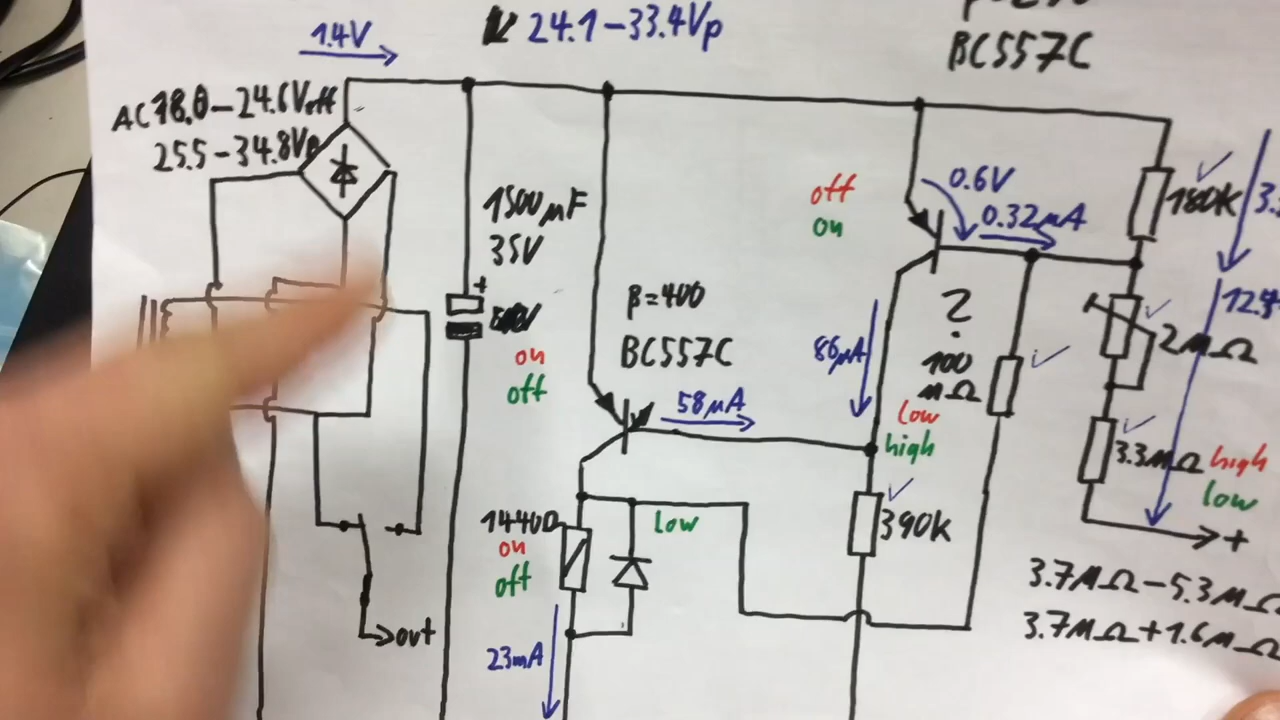 1.4V
24.1-33.4Vp
BC557C
AC 18.0-24.6Veff
25.5-34.8Vp
1500µF
35V
+
on
off
β=400
BC557C
58µA
off
on
0.6V
0.32µA
180K
3.
86µA
?
100
MΩ
2MΩ
12.
low
high
3.3MΩ
high
low
+
390K
1440Ω
on
off
low
23mA
out
3.7MΩ-5.3MΩ
3.7MΩ+1.6MΩ